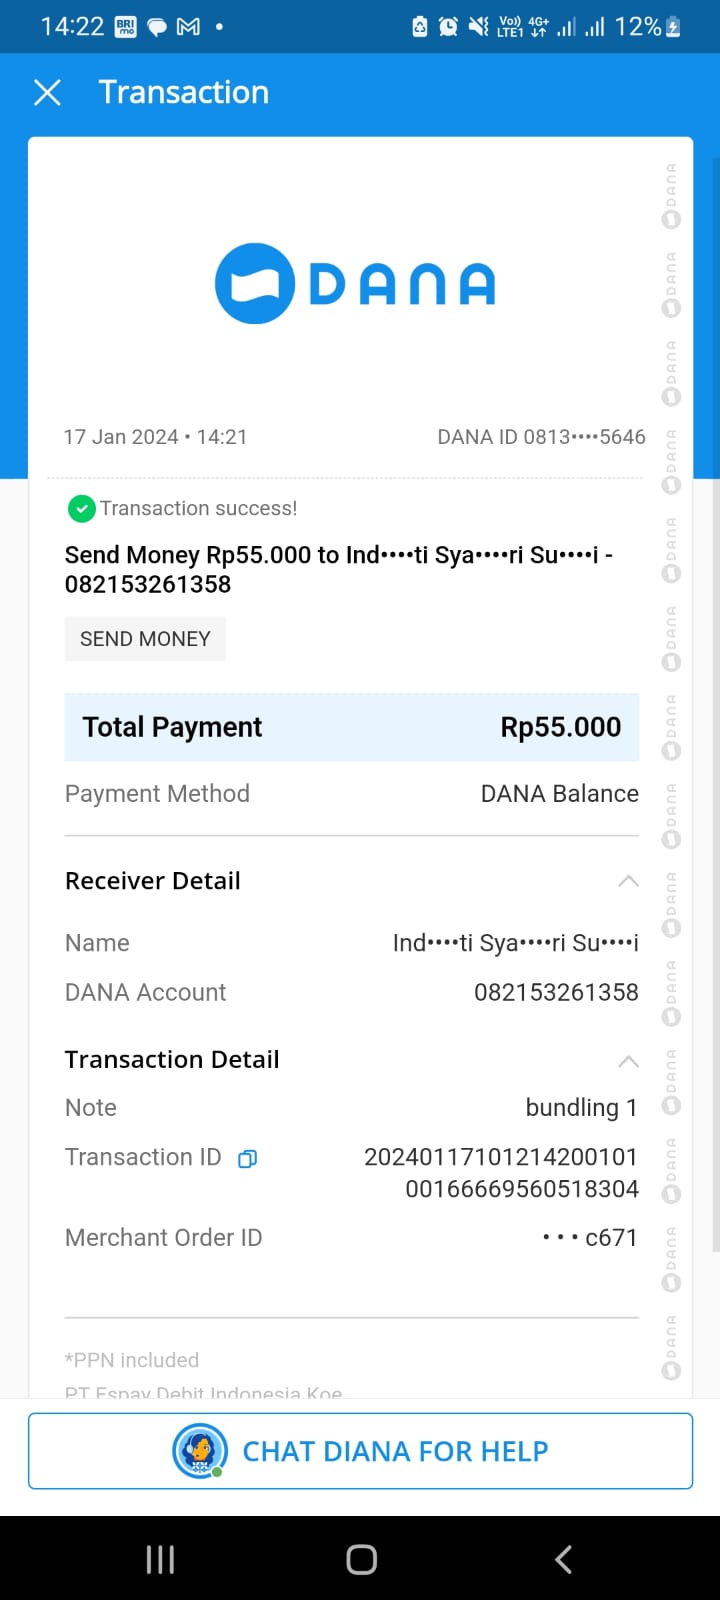 14:22 BRI mo Vo)) LTE1 4G+ 12%
Transaction
DANA
17 Jan 2024 • 14:21 DANA ID 0813••••5646
Transaction success!
Send Money Rp55.000 to Ind••••ti Sya••••ri Su••••i -
082153261358
SEND MONEY
Total Payment Rp55.000
Payment Method DANA Balance
Receiver Detail
Name Ind••••ti Sya••••ri Su••••i
DANA Account 082153261358
Transaction Detail
Note bundling 1
Transaction ID 20240117101214200101
00166669560518304
Merchant Order ID • • • c671
*PPN included
PT Espay Debit Indonesia Koe
CHAT DIANA FOR HELP
DANA
DANA
DANA
DANA
DANA
DANA
DANA
DANA
DANA
DANA
DANA
DANA
DANA
DANA